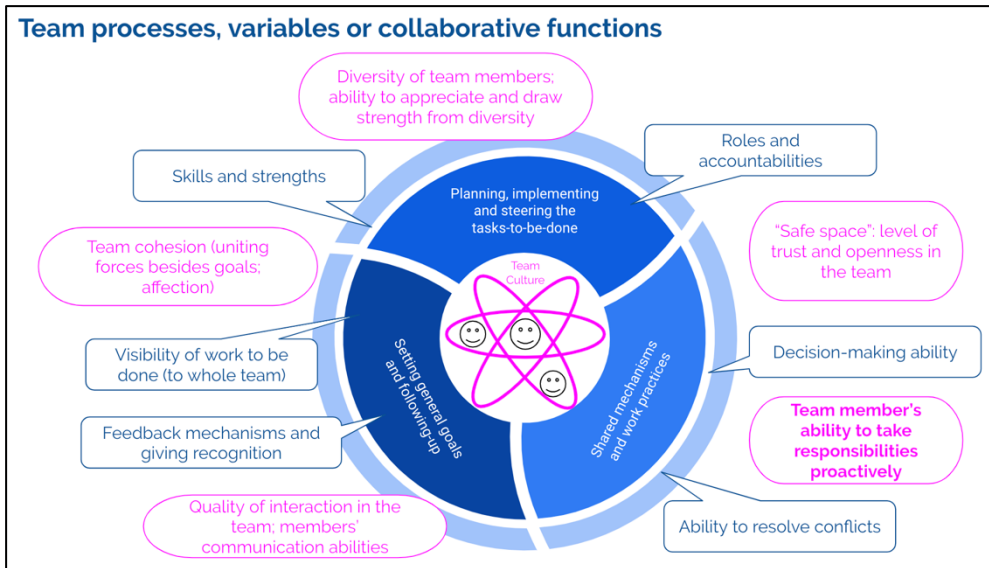 Team processes, variables or collaborative functions
Diversity of team members;
ability to appreciate and draw
strength from diversity
Roles and
accountabilities
Skills and strengths
Planning, implementing
and steering the
tasks-to-be-done
Team cohesion (uniting
forces besides goals;
affection)
“Safe space”: level of
trust and openness in
the team
Team
Culture
Visibility of work to be
done (to whole team)
Setting general goals
and following-up
Shared mechanisms
and work practices
Decision-making ability
Feedback mechanisms and
giving recognition
Team member’s
ability to take
responsibilities
proactively
Quality of interaction in the
team; members’
communication abilities
Ability to resolve conflicts